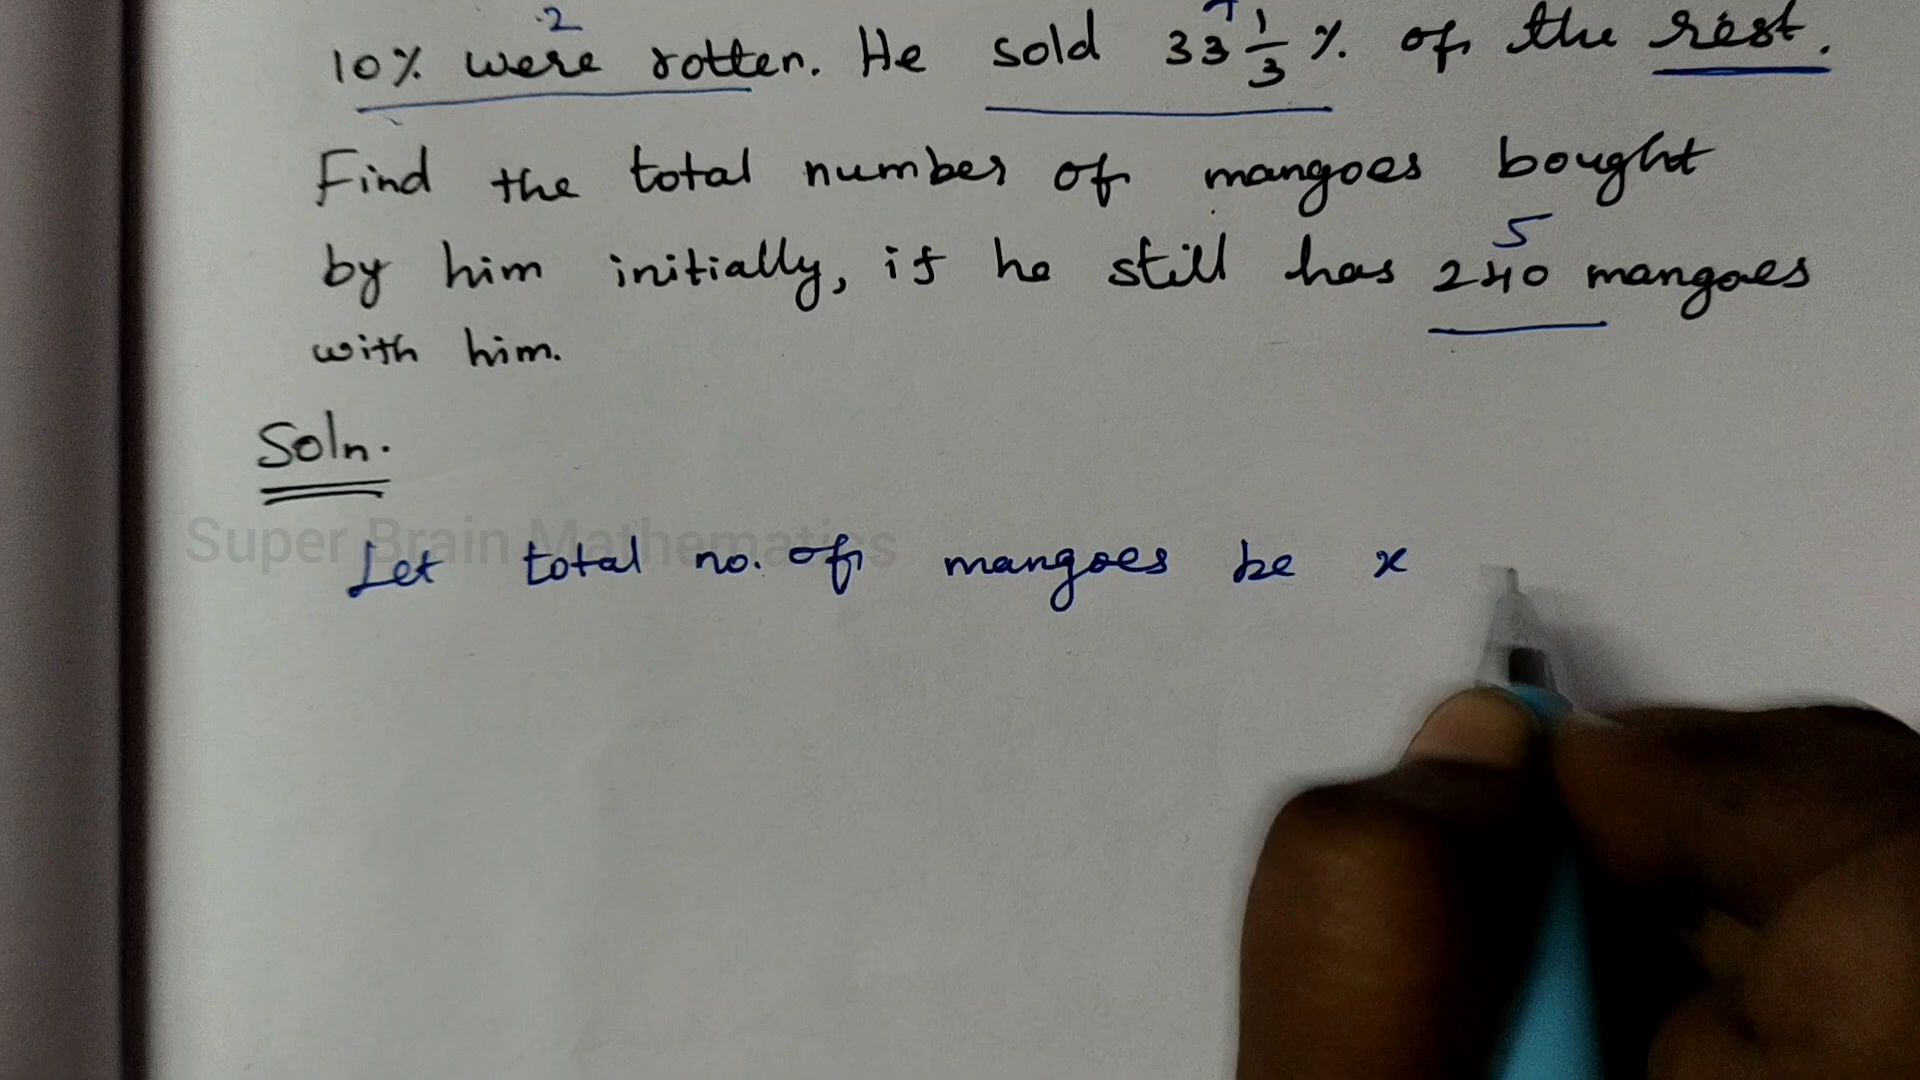 2
10% were rotten. He sold 33 1/3 % of the rest.
Find the total number of mangoes bought
5
by him initially, if he still has 240 mangoes
with him.
Soln.
Super Brain Mathematics
Let total no. of mangoes be x